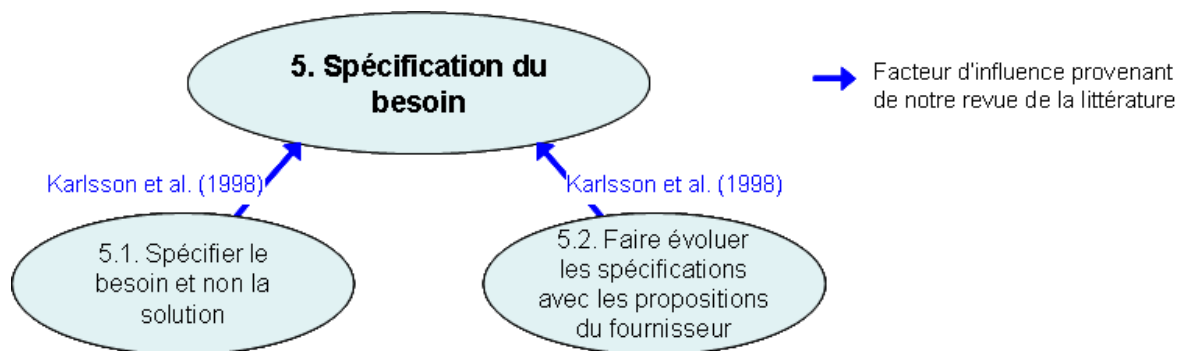 5. Spécification du
besoin
Facteur d'influence provenant
de notre revue de la littérature
Karlsson et al. (1998)
Karlsson et al. (1998)
5.1. Spécifier le
besoin et non la
solution
5.2. Faire évoluer
les spécifications
avec les propositions
du fournisseur